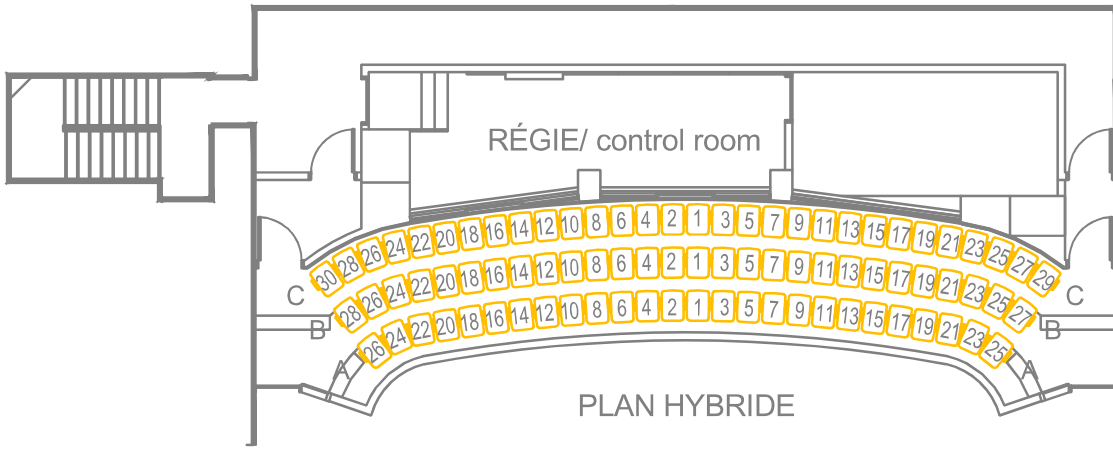 RÉGIE/ control room
C 30 28 26 24 22 20 18 16 14 12 10 8 6 4 2 1 3 5 7 9 11 13 15 17 19 21 23 25 27 29 C
B 28 26 24 22 20 18 16 14 12 10 8 6 4 2 1 3 5 7 9 11 13 15 17 19 21 23 25 27 B
A 26 24 22 20 18 16 14 12 10 8 6 4 2 1 3 5 7 9 11 13 15 17 19 21 23 25 A
PLAN HYBRIDE